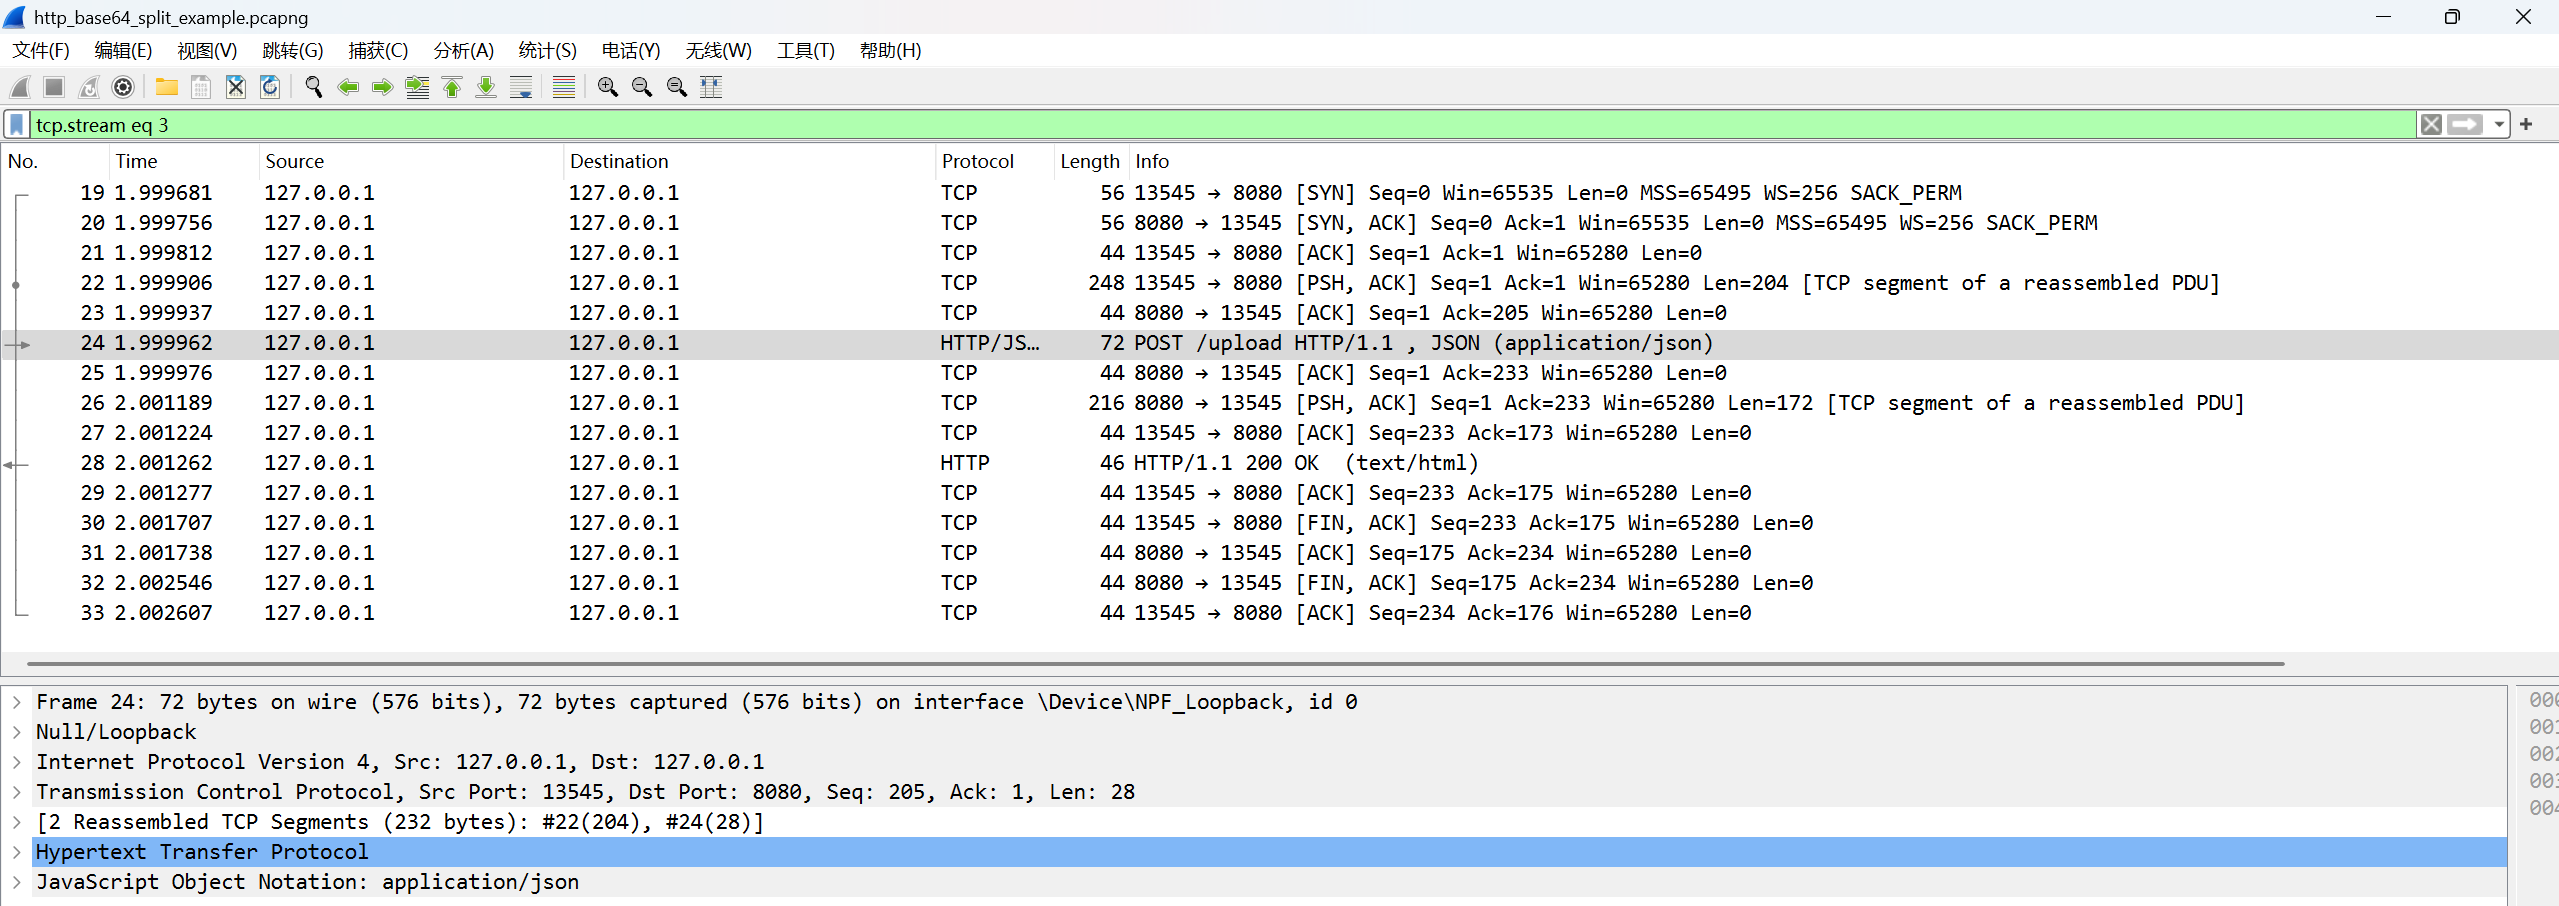 http_base64_split_example.pcapng
文件(F) 编辑(E) 视图(V) 跳转(G) 捕获(C) 分析(A) 统计(S) 电话(Y) 无线(W) 工具(T) 帮助(H)
tcp.stream eq 3
No. Time Source Destination Protocol Length Info
19 1.999681 127.0.0.1 127.0.0.1 TCP 56 13545 → 8080 [SYN] Seq=0 Win=65535 Len=0 MSS=65495 WS=256 SACK_PERM
20 1.999756 127.0.0.1 127.0.0.1 TCP 56 8080 → 13545 [SYN, ACK] Seq=0 Ack=1 Win=65535 Len=0 MSS=65495 WS=256 SACK_PERM
21 1.999812 127.0.0.1 127.0.0.1 TCP 44 13545 → 8080 [ACK] Seq=1 Ack=1 Win=65280 Len=0
22 1.999906 127.0.0.1 127.0.0.1 TCP 248 13545 → 8080 [PSH, ACK] Seq=1 Ack=1 Win=65280 Len=204 [TCP segment of a reassembled PDU]
23 1.999937 127.0.0.1 127.0.0.1 TCP 44 8080 → 13545 [ACK] Seq=1 Ack=205 Win=65280 Len=0
24 1.999962 127.0.0.1 127.0.0.1 HTTP/JS… 72 POST /upload HTTP/1.1 , JSON (application/json)
25 1.999976 127.0.0.1 127.0.0.1 TCP 44 8080 → 13545 [ACK] Seq=1 Ack=233 Win=65280 Len=0
26 2.001189 127.0.0.1 127.0.0.1 TCP 216 8080 → 13545 [PSH, ACK] Seq=1 Ack=233 Win=65280 Len=172 [TCP segment of a reassembled PDU]
27 2.001224 127.0.0.1 127.0.0.1 TCP 44 13545 → 8080 [ACK] Seq=233 Ack=173 Win=65280 Len=0
28 2.001262 127.0.0.1 127.0.0.1 HTTP 46 HTTP/1.1 200 OK (text/html)
29 2.001277 127.0.0.1 127.0.0.1 TCP 44 13545 → 8080 [ACK] Seq=233 Ack=175 Win=65280 Len=0
30 2.001707 127.0.0.1 127.0.0.1 TCP 44 13545 → 8080 [FIN, ACK] Seq=233 Ack=175 Win=65280 Len=0
31 2.001738 127.0.0.1 127.0.0.1 TCP 44 8080 → 13545 [ACK] Seq=175 Ack=234 Win=65280 Len=0
32 2.002546 127.0.0.1 127.0.0.1 TCP 44 8080 → 13545 [FIN, ACK] Seq=175 Ack=234 Win=65280 Len=0
33 2.002607 127.0.0.1 127.0.0.1 TCP 44 13545 → 8080 [ACK] Seq=234 Ack=176 Win=65280 Len=0
Frame 24: 72 bytes on wire (576 bits), 72 bytes captured (576 bits) on interface \Device\NPF_Loopback, id 0
Null/Loopback
Internet Protocol Version 4, Src: 127.0.0.1, Dst: 127.0.0.1
Transmission Control Protocol, Src Port: 13545, Dst Port: 8080, Seq: 205, Ack: 1, Len: 28
[2 Reassembled TCP Segments (232 bytes): #22(204), #24(28)]
Hypertext Transfer Protocol
JavaScript Object Notation: application/json